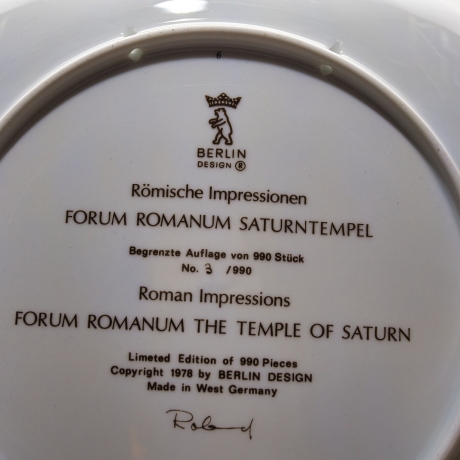 6
BERLIN
DESIGN ®
Römische Impressionen
FORUM ROMANUM SATURNTEMPEL
Begrenzte Auflage von 990 Stück
No. 3 /990
Roman Impressions
FORUM ROMANUM THE TEMPLE OF SATURN
Limited Edition of 990 Pieces
Copyright 1978 by BERLIN DESIGN
Made in West Germany
Roland